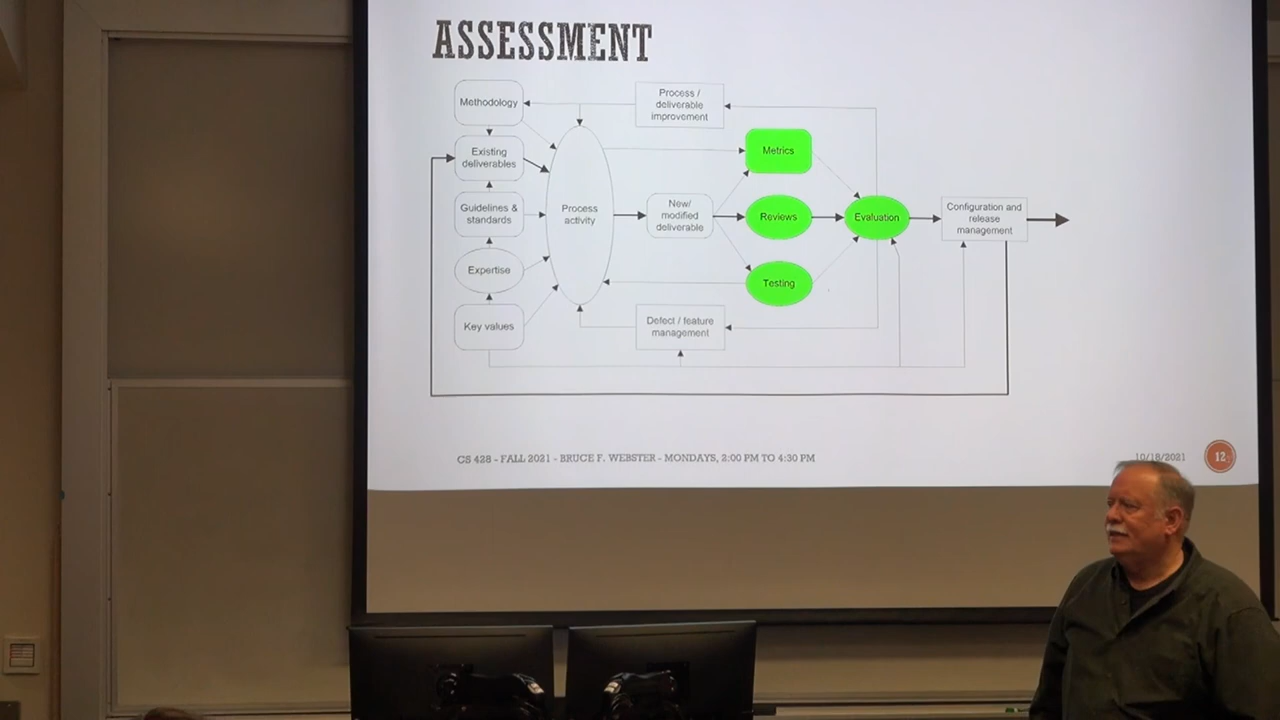 ASSESSMENT
Methodology
Process /
deliverable
improvement
Existing
deliverables
Metrics
Guidelines &
standards
Process
activity
New/
modified
deliverable
Reviews
Evaluation
Configuration and
release
management
Expertise
Testing
Key values
Defect / feature
management
CS 428 - FALL 2021 - BRUCE F. WEBSTER - MONDAYS, 2:00 PM TO 4:30 PM
10/18/2021
12